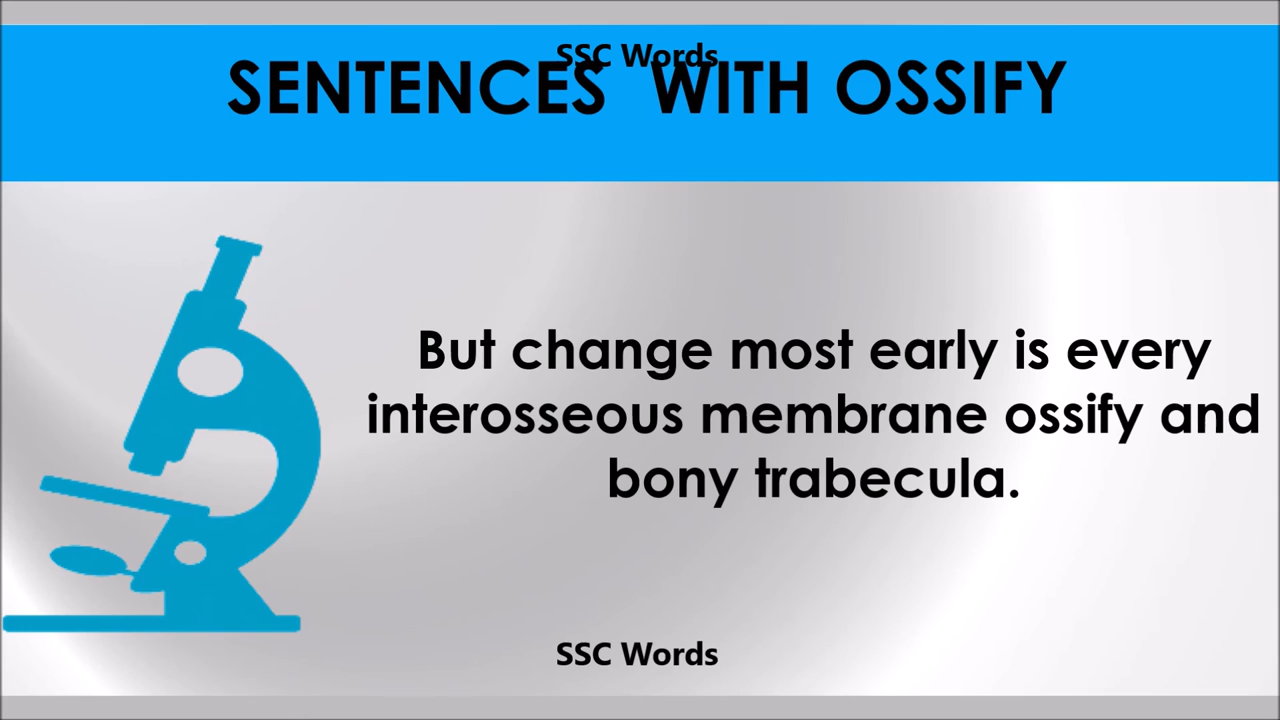 SSC Words
SENTENCES WITH OSSIFY
But change most early is every
interosseous membrane ossify and
bony trabecula.
SSC Words